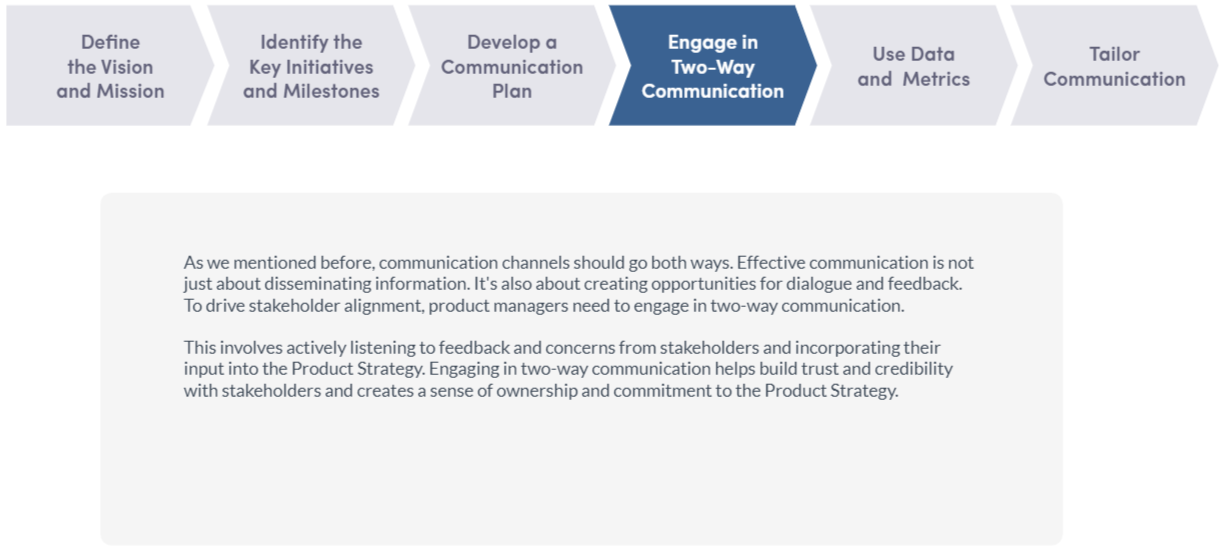 Define
the Vision
and Mission
Identify the
Key Initiatives
and Milestones
Develop a
Communication
Plan
Engage in
Two-Way
Communication
Use Data
and Metrics
Tailor
Communication
As we mentioned before, communication channels should go both ways. Effective communication is not
just about disseminating information. It's also about creating opportunities for dialogue and feedback.
To drive stakeholder alignment, product managers need to engage in two-way communication.
This involves actively listening to feedback and concerns from stakeholders and incorporating their
input into the Product Strategy. Engaging in two-way communication helps build trust and credibility
with stakeholders and creates a sense of ownership and commitment to the Product Strategy.